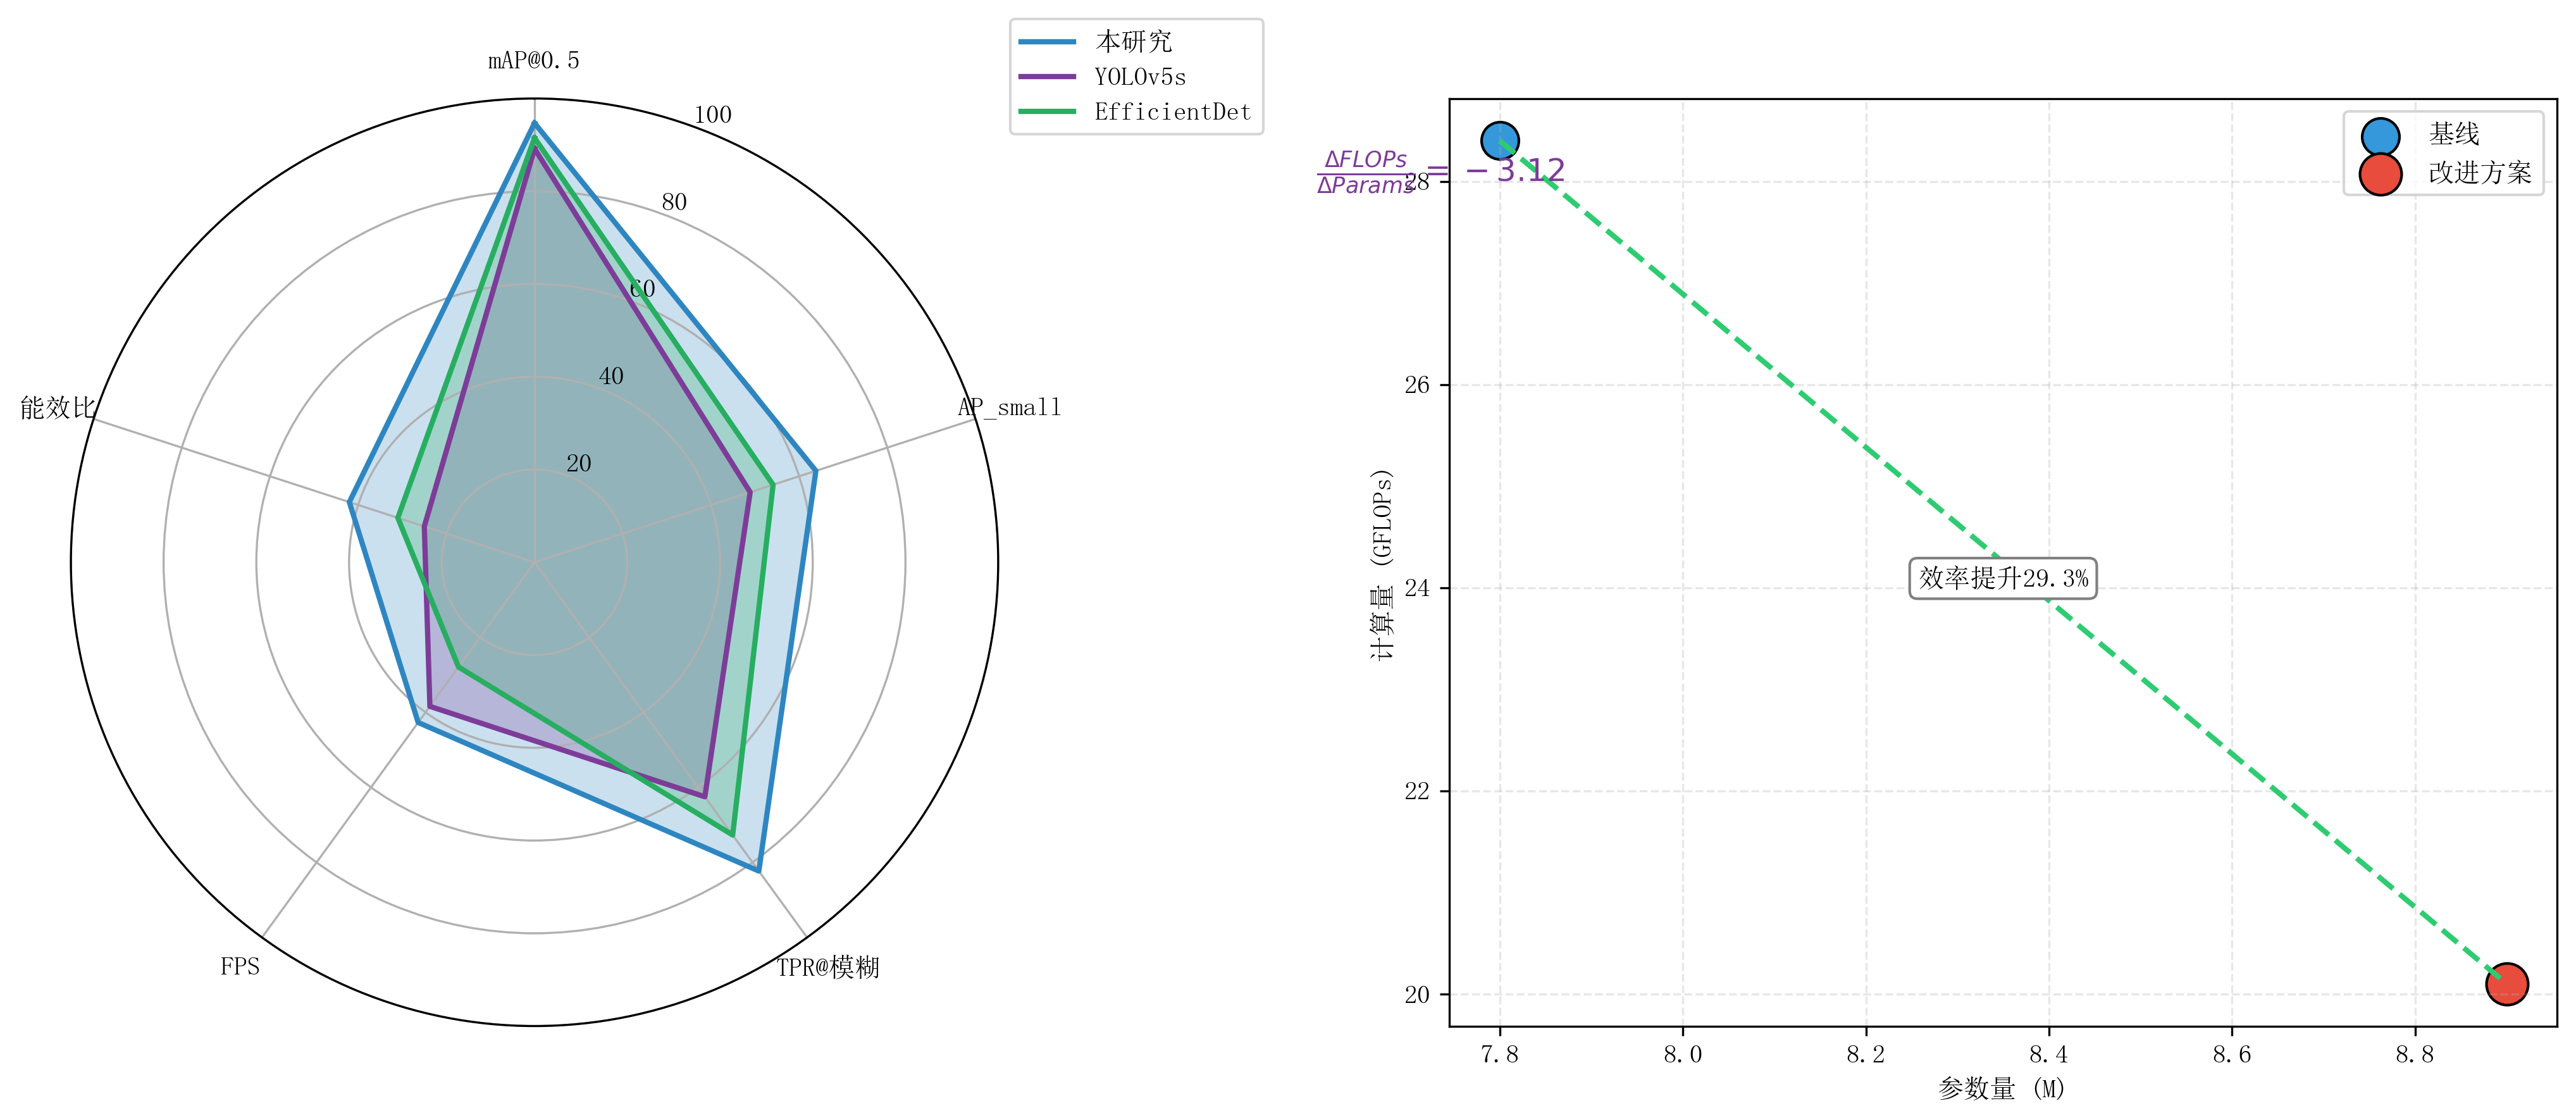 mAP@0.5
AP_small
TPR@模糊
FPS
能效比
20
40
60
80
100
本研究
YOLOv5s
EfficientDet
ΔFLOPs
ΔParams
= −3.12
28
26
24
22
20
计算量 (GFLOPs)
7.8 8.0 8.2 8.4 8.6 8.8
参数量 (M)
效率提升29.3%
基线
改进方案